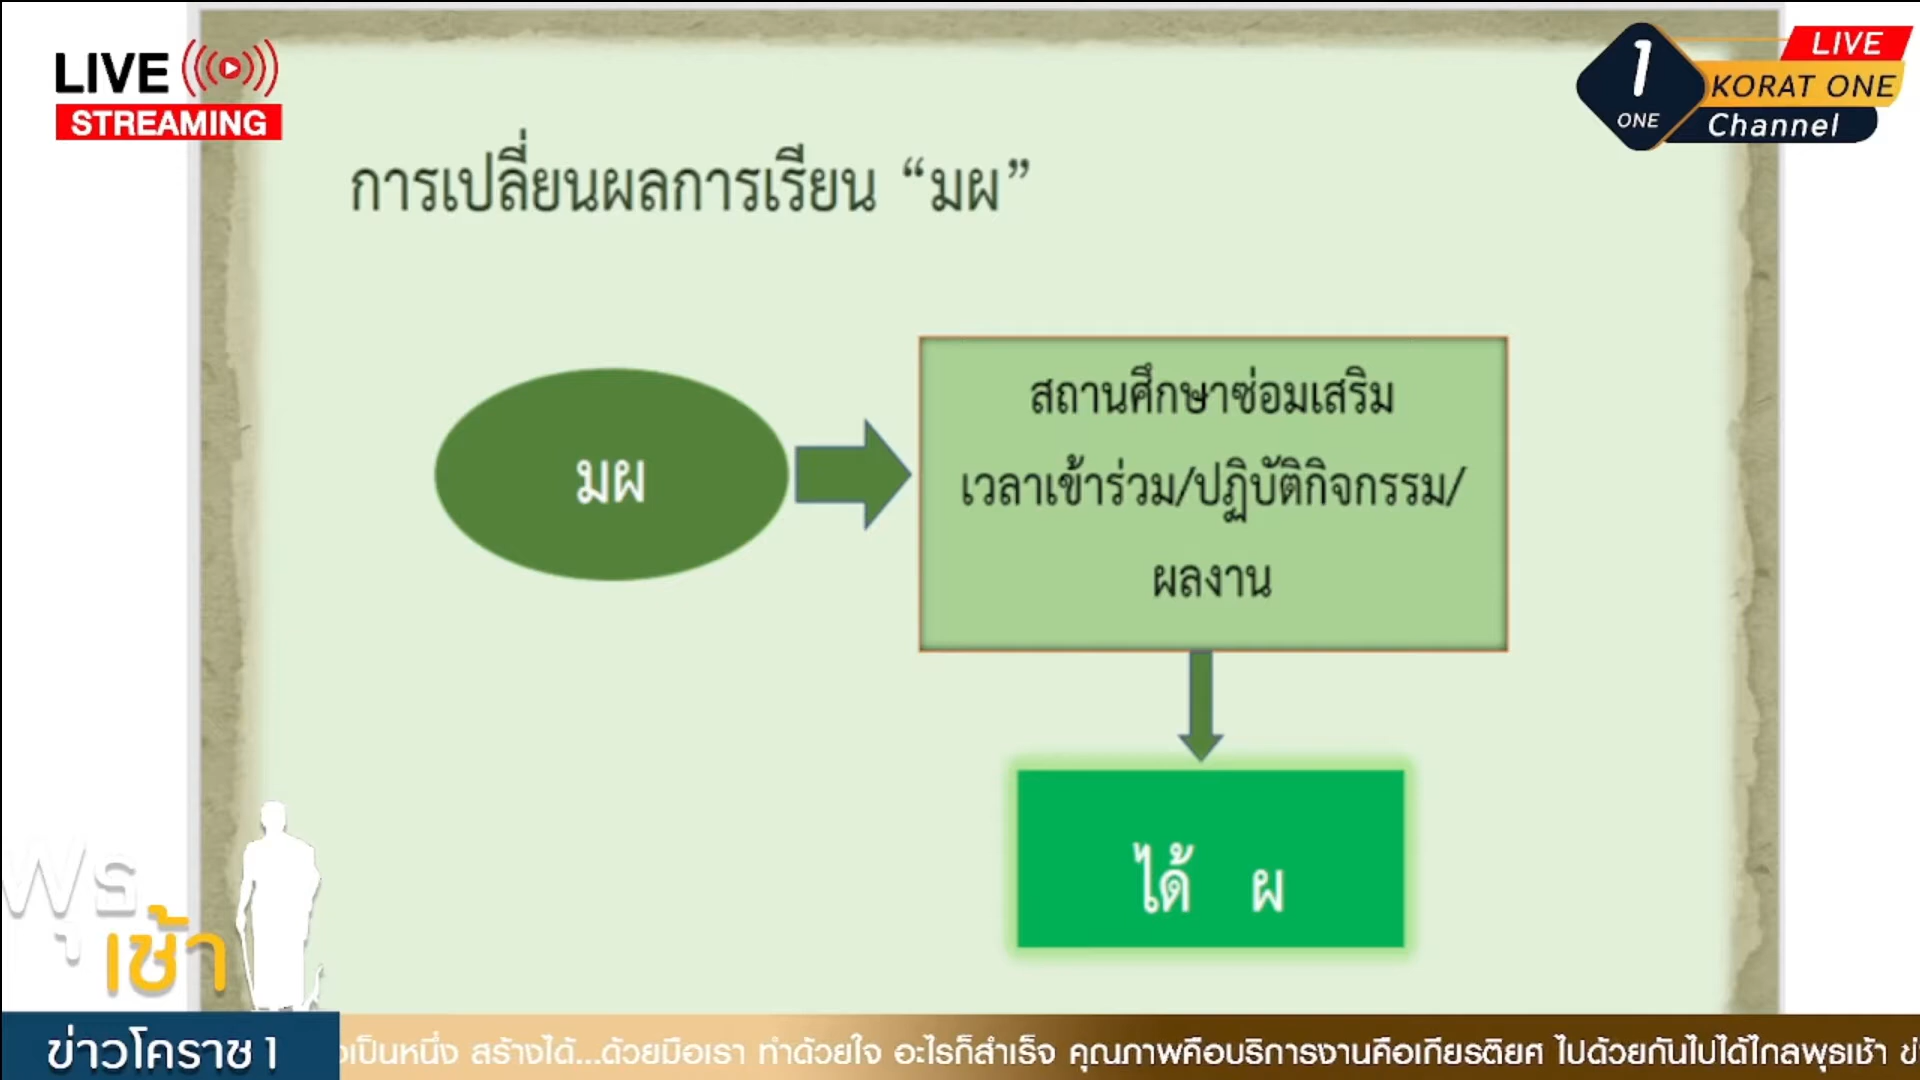 LIVE
STREAMING
1
ONE
LIVE
KORAT ONE
Channel
การเปลี่ยนผลการเรียน “มผ”
มผ
สถานศึกษาซ่อมเสริม
เวลาเข้าร่วม/ปฏิบัติกิจกรรม/
ผลงาน
ได้ ผ
พุธ
เช้า
ข่าวโคราช 1
เป็นหนึ่ง สร้างได้...ด้วยมือเรา ทำด้วยใจ อะไรก็สำเร็จ คุณภาพคือบริการงานคือเกียรติยศ ไปด้วยกันไปได้ไกลพุธเช้า